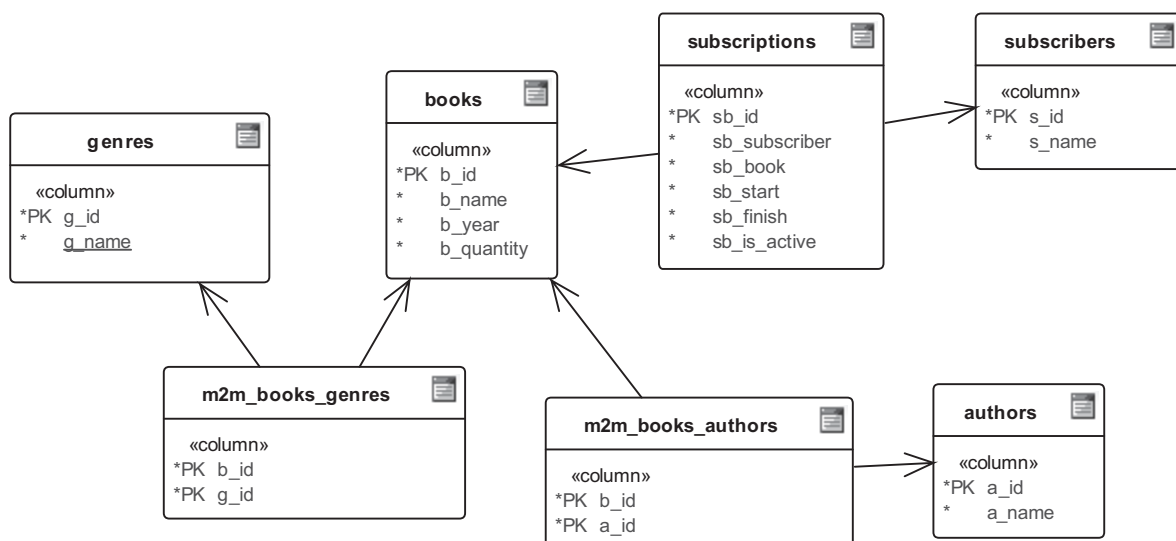 genres
«column»
*PK g_id
* g_name
books
«column»
*PK b_id
* b_name
* b_year
* b_quantity
subscriptions
«column»
*PK sb_id
* sb_subscriber
* sb_book
* sb_start
* sb_finish
* sb_is_active
subscribers
«column»
*PK s_id
* s_name
m2m_books_genres
«column»
*PK b_id
*PK g_id
m2m_books_authors
«column»
*PK b_id
*PK a_id
authors
«column»
*PK a_id
* a_name